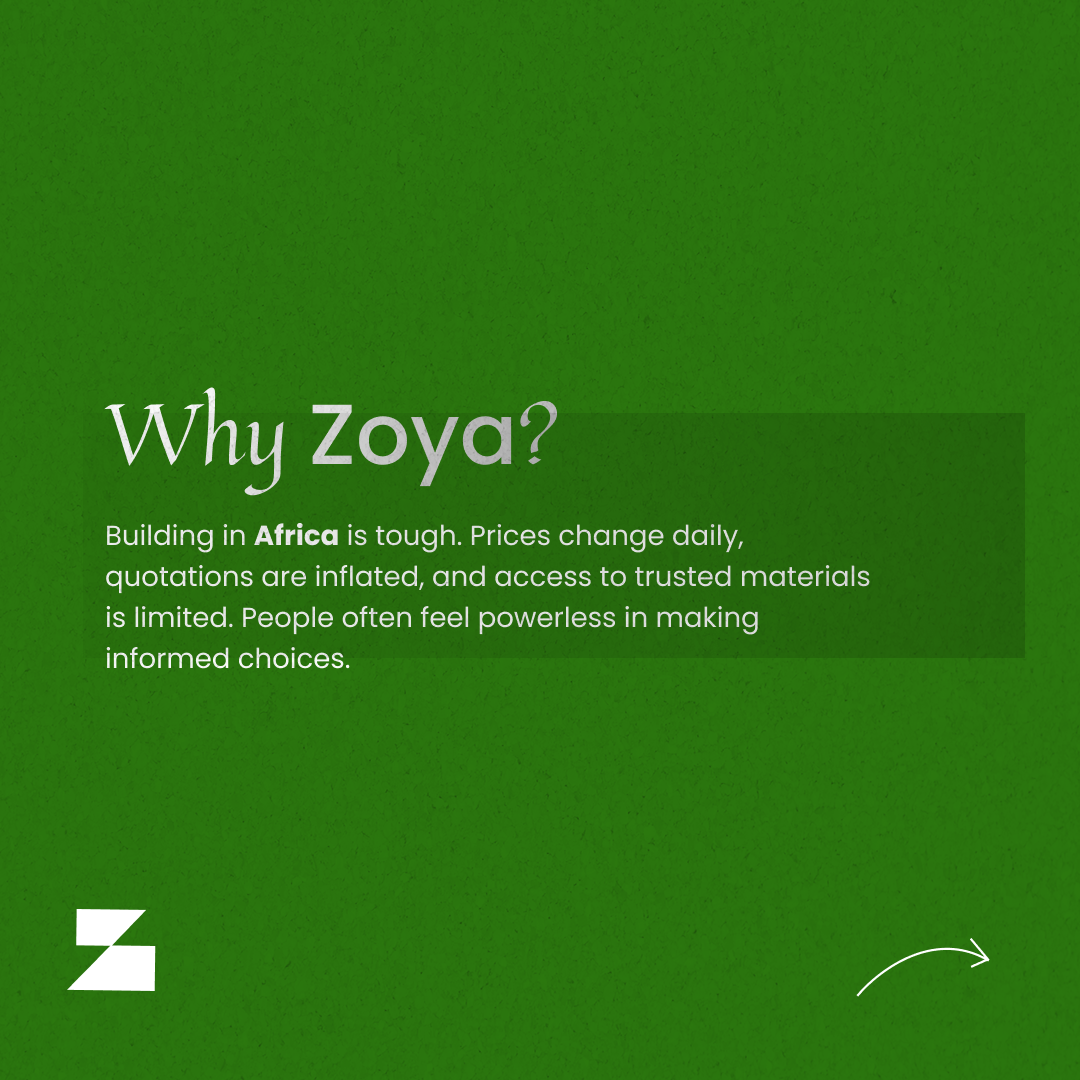 Why Zoya?
Building in Africa is tough. Prices change daily,
quotations are inflated, and access to trusted materials
is limited. People often feel powerless in making
informed choices.